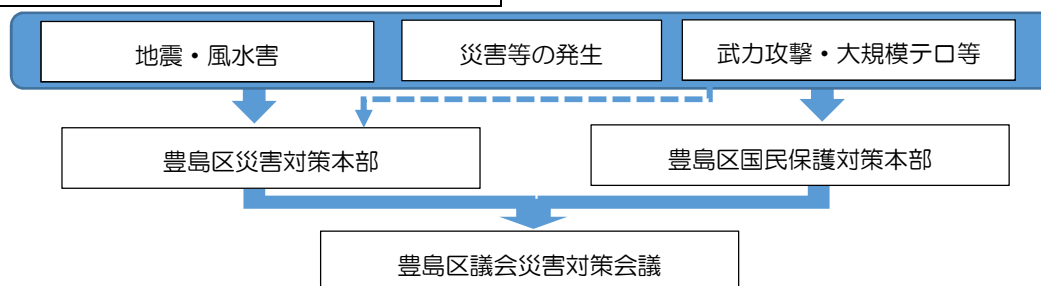 地震・風水害
災害等の発生
武力攻撃・大規模テロ等
豊島区災害対策本部
豊島区国民保護対策本部
豊島区議会災害対策会議